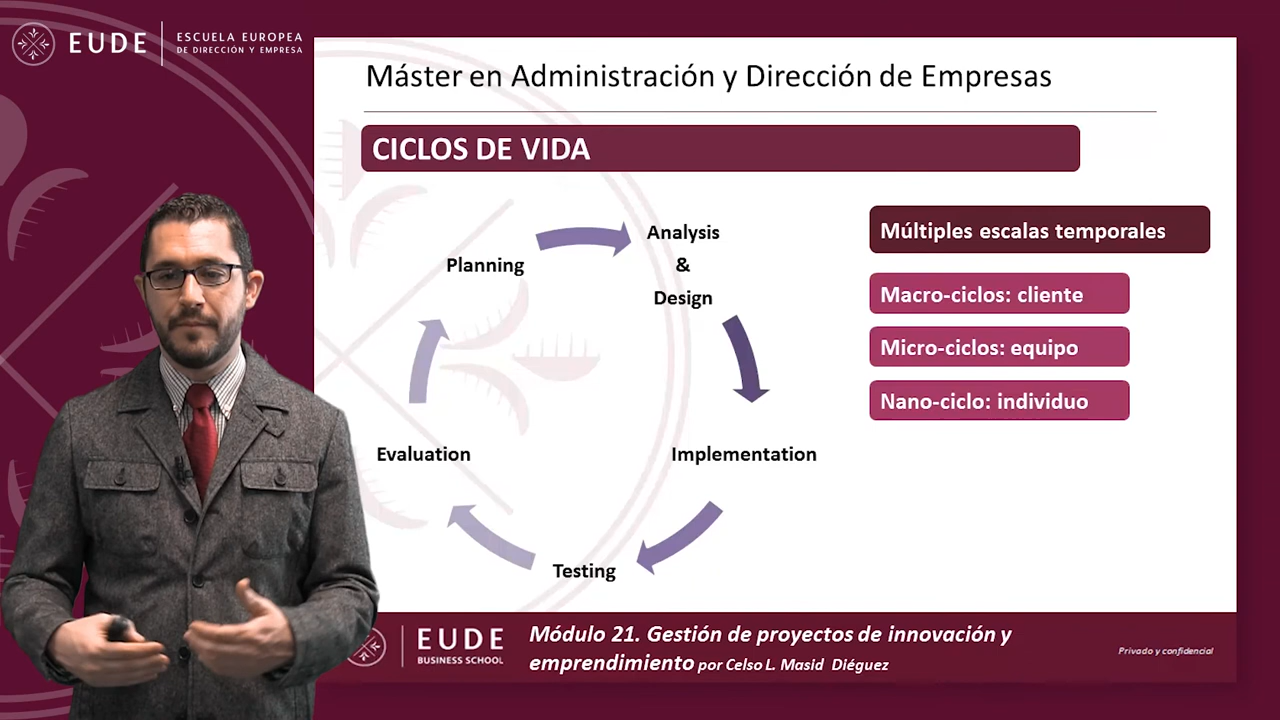 EUDE
ESCUELA EUROPEA
DE DIRECCIÓN Y EMPRESA
Máster en Administración y Dirección de Empresas
CICLOS DE VIDA
Analysis
&
Design
Planning
Implementation
Evaluation
Testing
Múltiples escalas temporales
Macro-ciclos: cliente
Micro-ciclos: equipo
Nano-ciclo: individuo
EUDE
BUSINESS SCHOOL
Módulo 21. Gestión de proyectos de innovación y
emprendimiento por Celso L. Masid Diéguez
Privado y confidencial